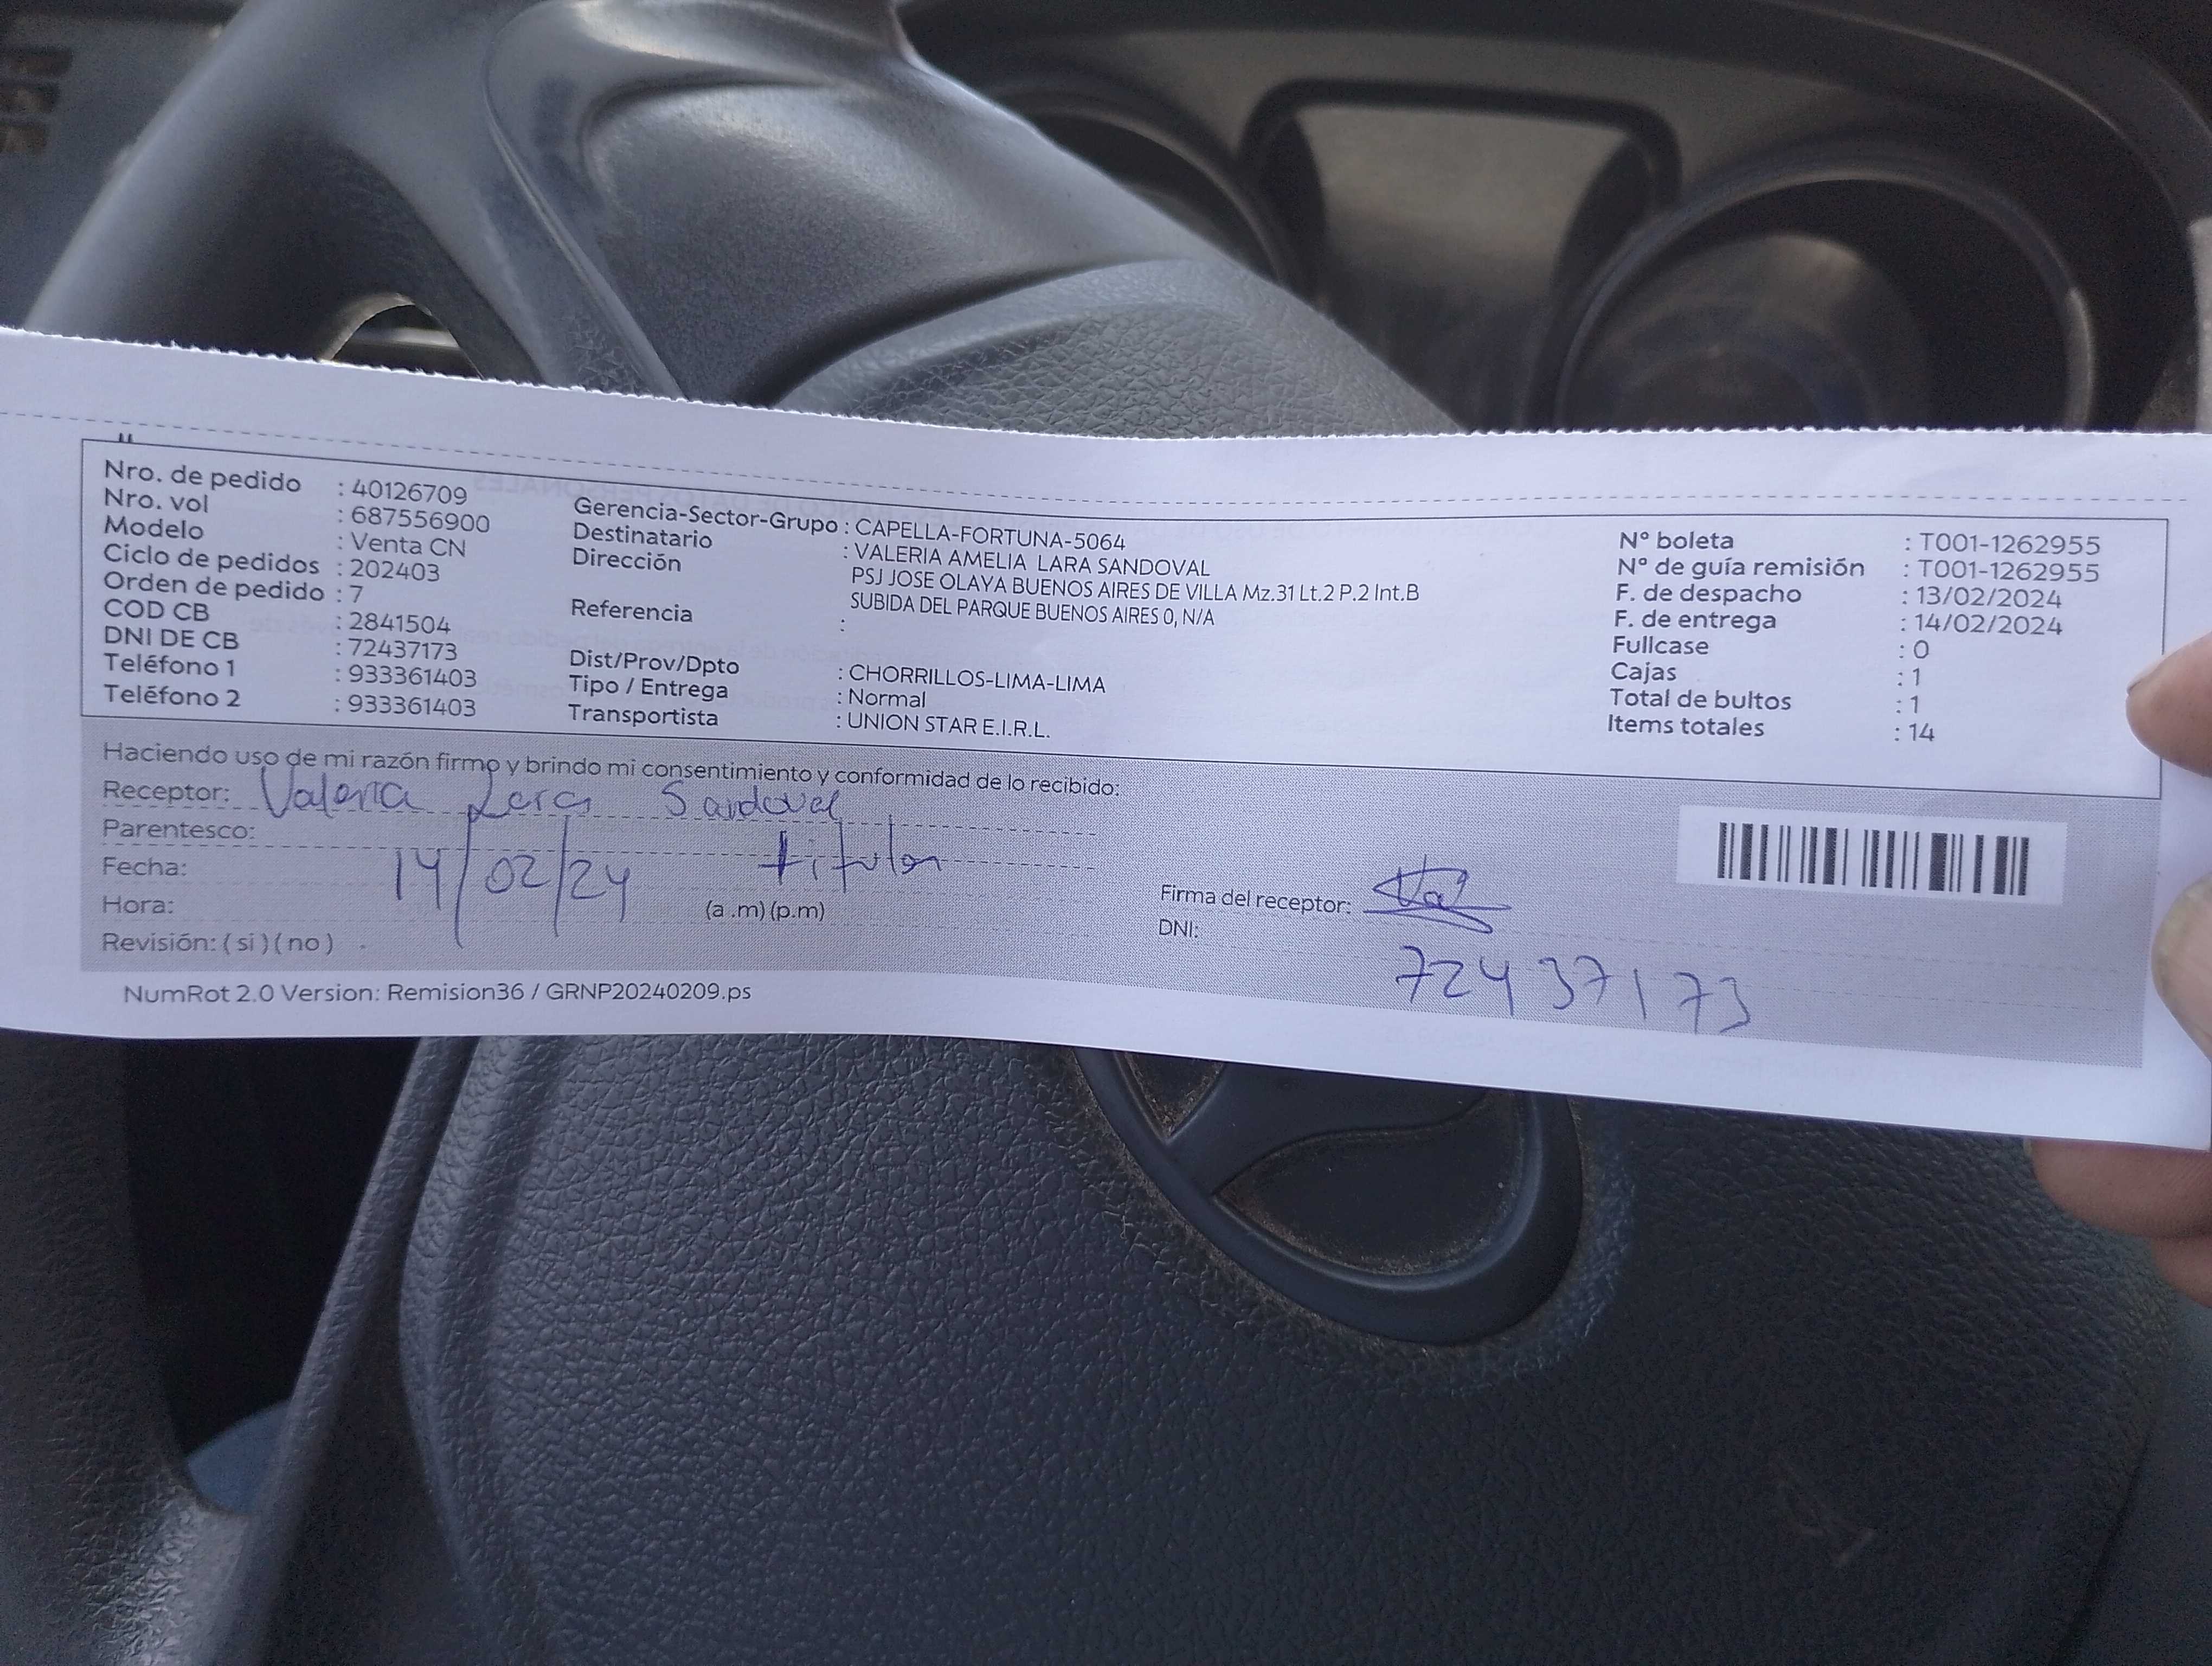 Nro. de pedido : 40126709
Nro. vol : 687556900
Modelo : Venta CN
Ciclo de pedidos : 202403
Orden de pedido : 7
COD CB : 2841504
DNI DE CB : 72437173
Teléfono 1 : 933361403
Teléfono 2 : 933361403
Gerencia-Sector-Grupo : CAPELLA-FORTUNA-5064
Destinatario : VALERIA AMELIA LARA SANDOVAL
Dirección PSJ JOSE OLAYA BUENOS AIRES DE VILLA Mz.31 Lt.2 P.2 Int.B
SUBIDA DEL PARQUE BUENOS AIRES 0, N/A
Referencia :
Dist/Prov/Dpto : CHORRILLOS-LIMA-LIMA
Tipo / Entrega : Normal
Transportista : UNION STAR E.I.R.L.
N° boleta : T001-1262955
N° de guía remisión : T001-1262955
F. de despacho : 13/02/2024
F. de entrega : 14/02/2024
Fullcase : 0
Cajas : 1
Total de bultos : 1
Items totales : 14
Haciendo uso de mi razón firmo y brindo mi consentimiento y conformidad de lo recibido:
Receptor: Valeria Lara Sandoval
Parentesco: titular
Fecha: 14/02/24
Hora: (a .m) (p.m)
Revisión: ( si ) ( no )
Firma del receptor: Val
DNI: 72437173
NumRot 2.0 Version: Remision36 / GRNP20240209.ps